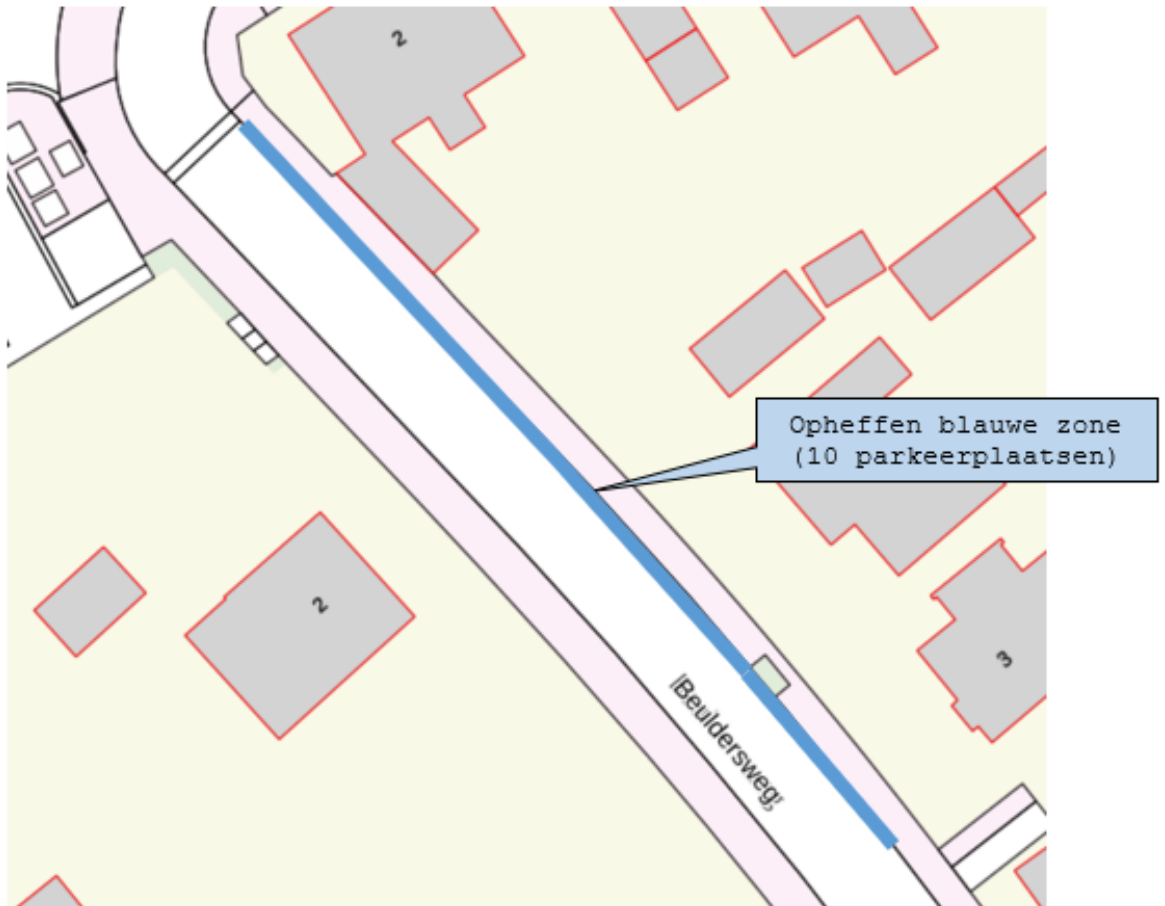 2
Opheffen blauwe zone
(10 parkeerplaatsen)
2
3
Beuldersweg